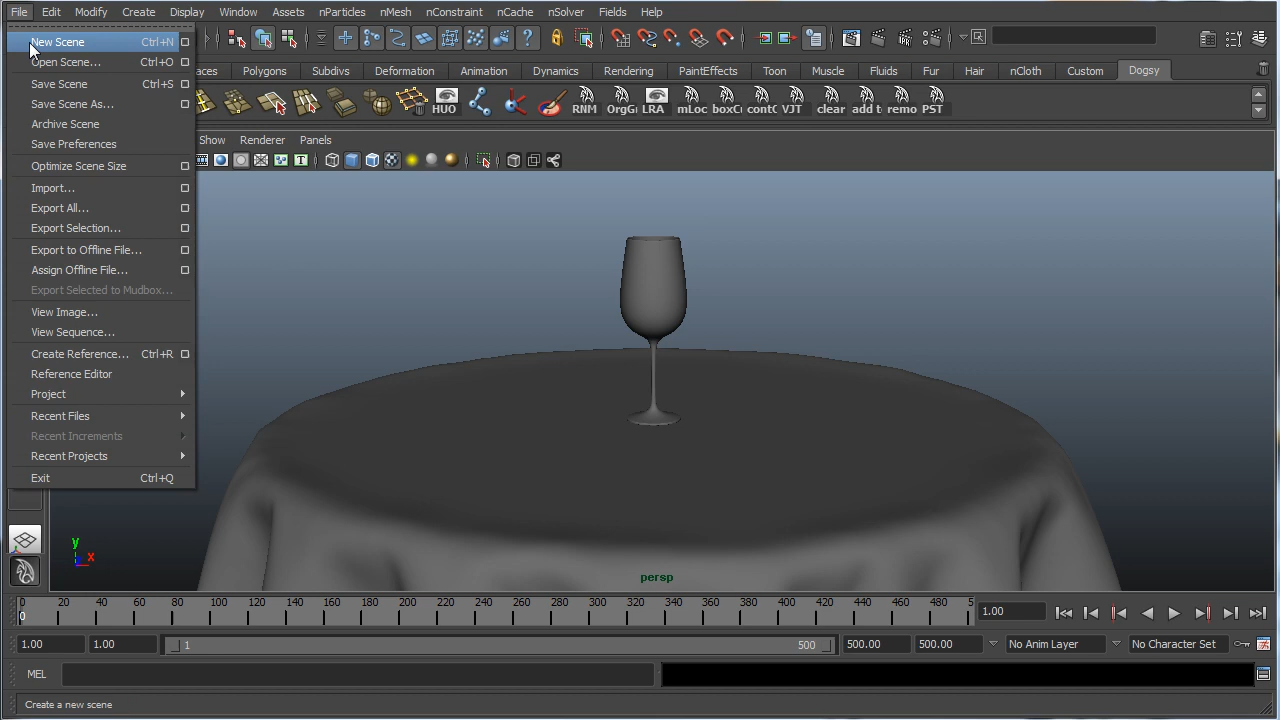 File Edit Modify Create Display Window Assets nParticles nMesh nConstraint nCache nSolver Fields Help
New Scene Ctrl+N
Open Scene... Ctrl+O
Save Scene Ctrl+S
Save Scene As...
Archive Scene
Save Preferences
Optimize Scene Size
Import...
Export All...
Export Selection...
Export to Offline File...
Assign Offline File...
Export Selected to Mudbox...
View Image...
View Sequence...
Create Reference... Ctrl+R
Reference Editor
Project
Recent Files
Recent Increments
Recent Projects
Exit Ctrl+Q
aces Polygons Subdivs Deformation Animation Dynamics Rendering PaintEffects Toon Muscle Fluids Fur Hair nCloth Custom Dogsy
HUO RNM OrgGi LRA mLoc boxCu contC VJT clear add t remo PST
Show Renderer Panels
T
y
x
persp
0 20 40 60 80 100 120 140 160 180 200 220 240 260 280 300 320 340 360 380 400 420 440 460 480 5
0
1.00
1.00 1.00 1 500 500.00 500.00 No Anim Layer No Character Set
MEL
Create a new scene